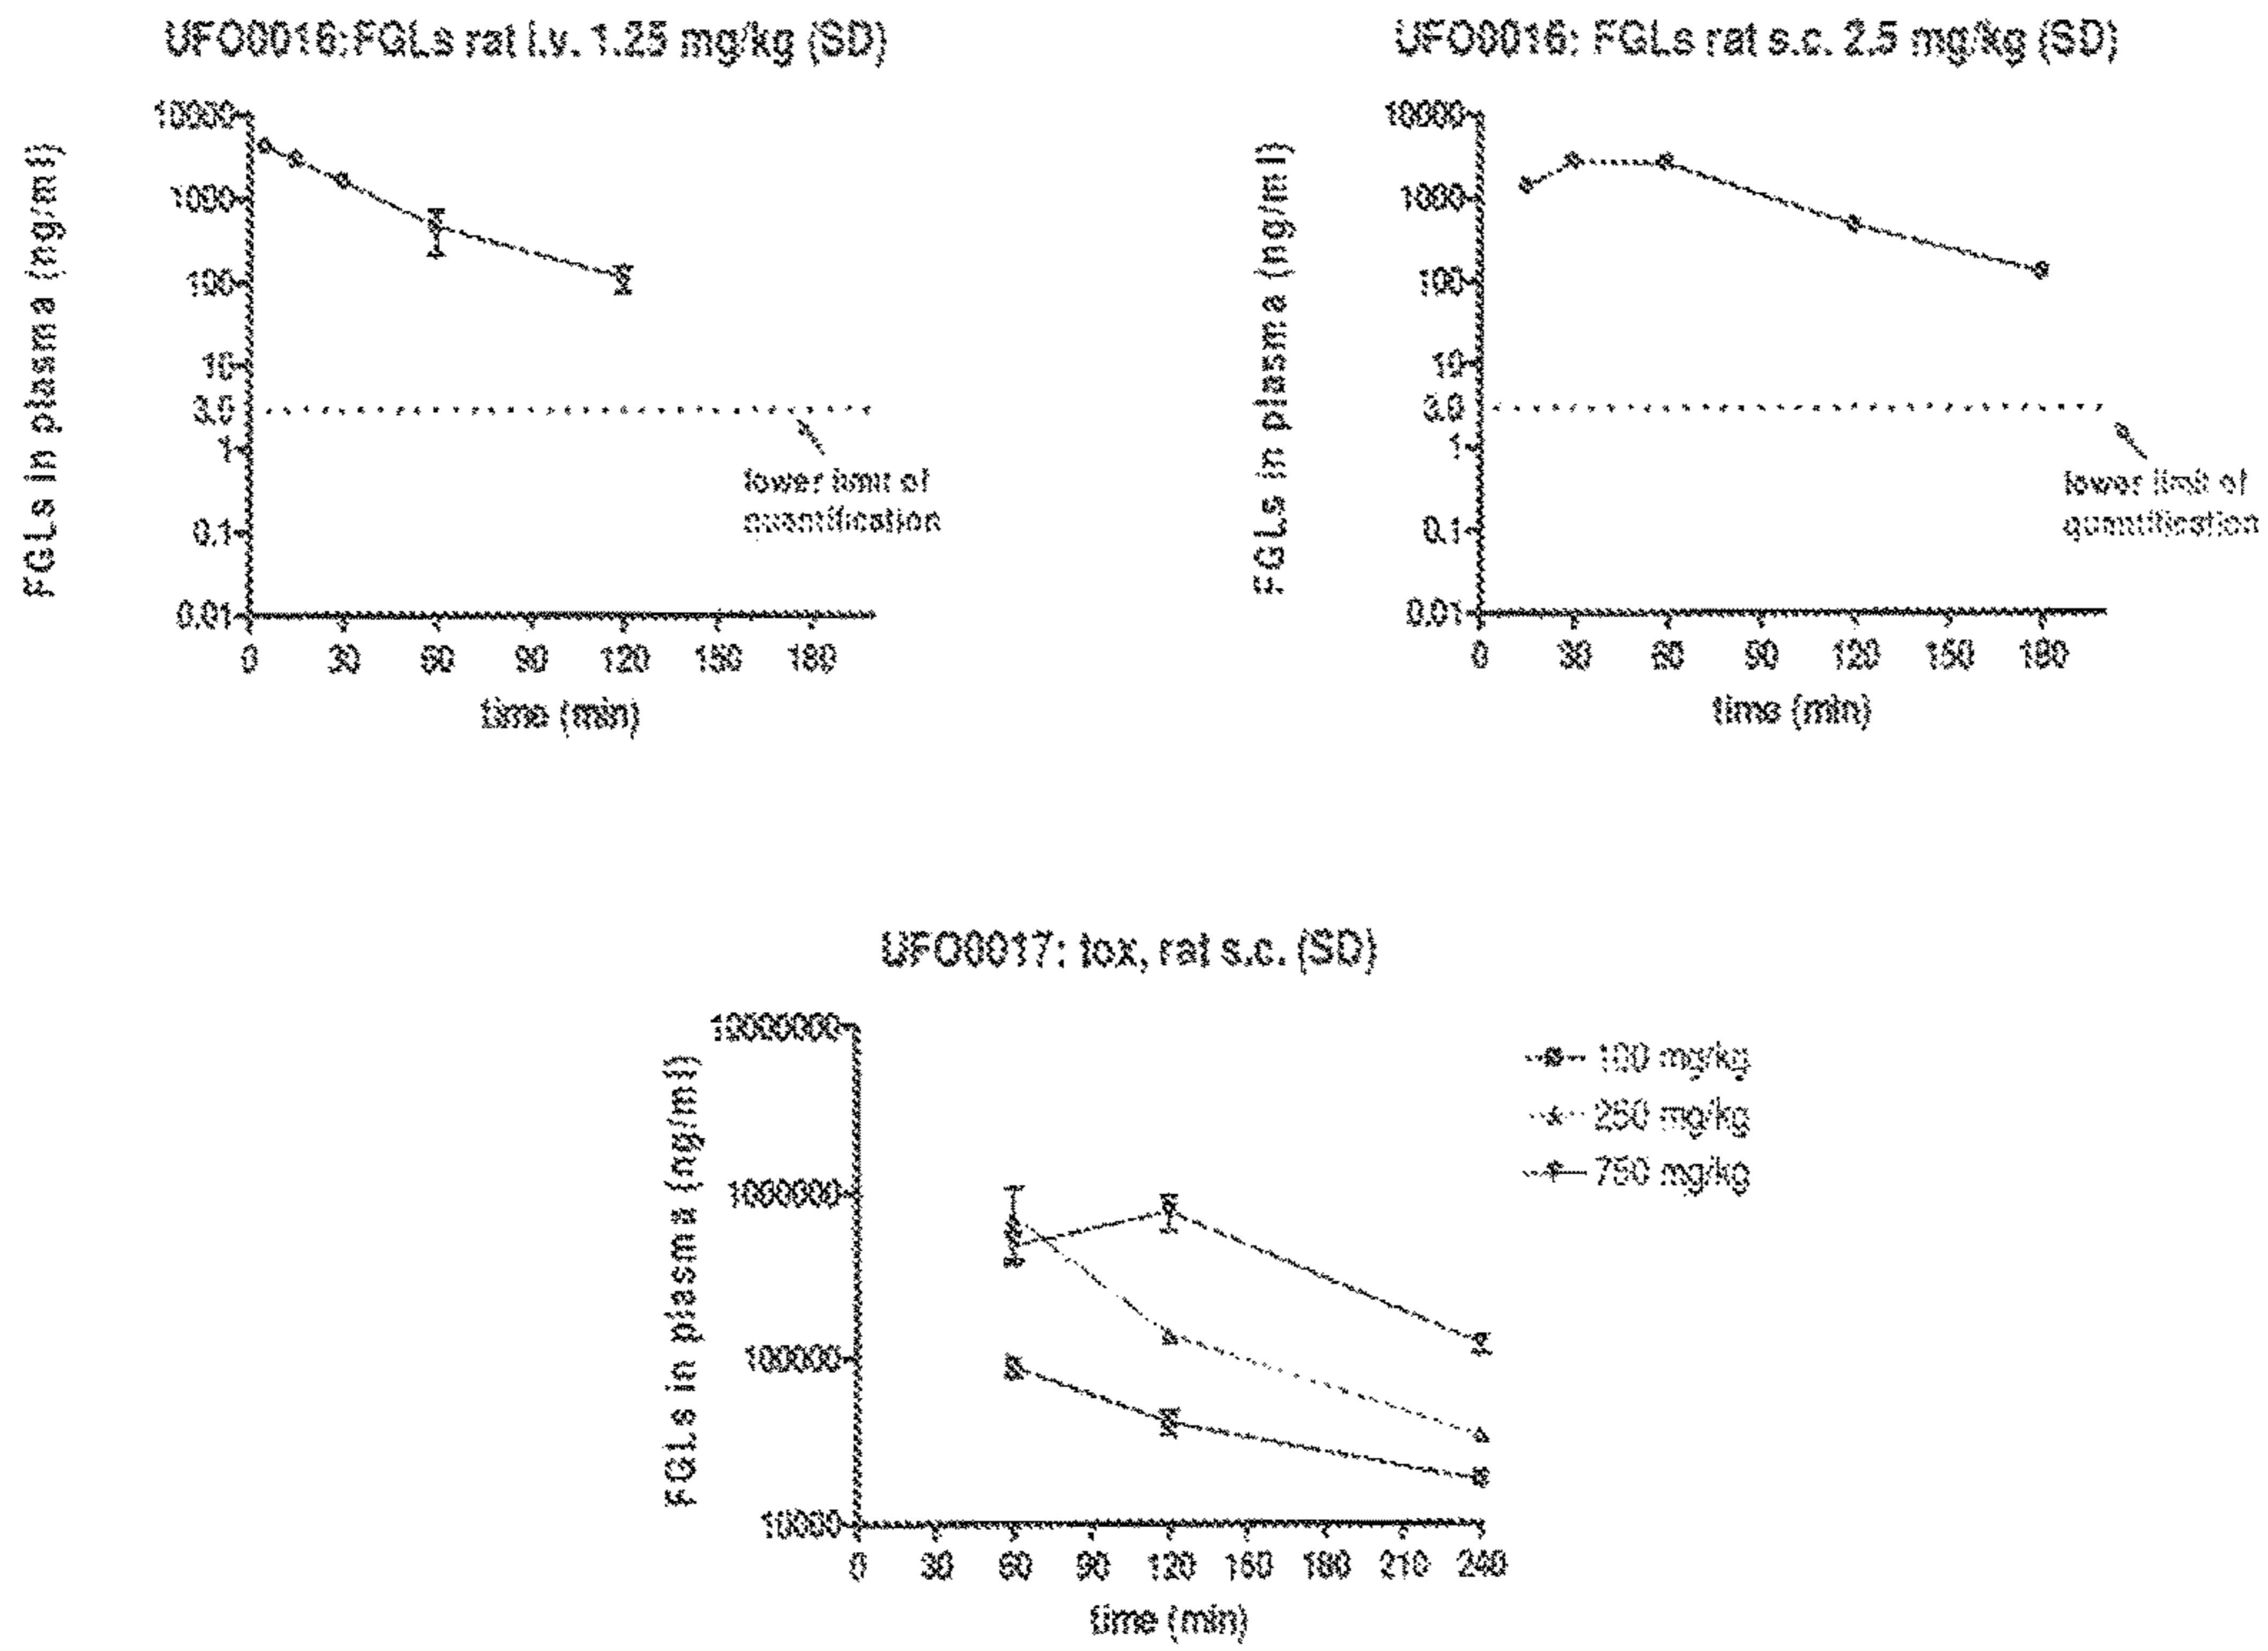 UFO0016:FGLs rat i.v. 1.25 mg/kg (SD)
FGLs in plasma (ng/ml)
10000
1000
100
10
1
0.1
0.01
0
30
60
90
120
150
180
time (min)
lower limit of
quantification
UFO0016: FGLs rat s.c. 2.5 mg/kg (SD)
FGLs in plasma (ng/ml)
10000
1000
100
10
1
0.1
0.01
0
30
60
90
120
150
180
time (min)
lower limit of
quantification
UFO0017: tox, rat s.c. (SD)
FGLs in plasma (ng/ml)
10000000
1000000
100000
10000
0
30
60
90
120
150
180
210
240
time (min)
100 mg/kg
250 mg/kg
750 mg/kg